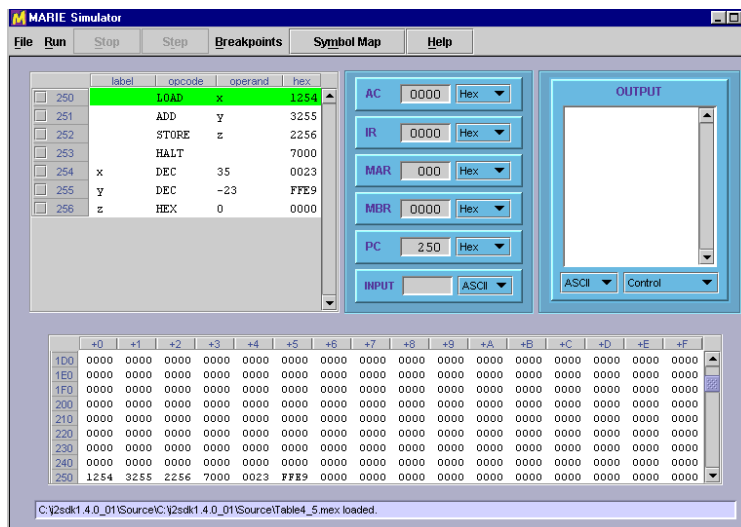 MARIE Simulator
File Run Stop Step Breakpoints Symbol Map Help
label opcode operand hex
250 LOAD x 1254
251 ADD y 3255
252 STORE z 2256
253 HALT 7000
254 x DEC 35 0023
255 y DEC -23 FFE9
256 z HEX 0 0000
AC 0000 Hex
IR 0000 Hex
MAR 000 Hex
MBR 0000 Hex
PC 250 Hex
INPUT ASCII
OUTPUT
ASCII Control
+0 +1 +2 +3 +4 +5 +6 +7 +8 +9 +A +B +C +D +E +F
1D0 0000 0000 0000 0000 0000 0000 0000 0000 0000 0000 0000 0000 0000 0000 0000 0000
1E0 0000 0000 0000 0000 0000 0000 0000 0000 0000 0000 0000 0000 0000 0000 0000 0000
1F0 0000 0000 0000 0000 0000 0000 0000 0000 0000 0000 0000 0000 0000 0000 0000 0000
200 0000 0000 0000 0000 0000 0000 0000 0000 0000 0000 0000 0000 0000 0000 0000 0000
210 0000 0000 0000 0000 0000 0000 0000 0000 0000 0000 0000 0000 0000 0000 0000 0000
220 0000 0000 0000 0000 0000 0000 0000 0000 0000 0000 0000 0000 0000 0000 0000 0000
230 0000 0000 0000 0000 0000 0000 0000 0000 0000 0000 0000 0000 0000 0000 0000 0000
240 0000 0000 0000 0000 0000 0000 0000 0000 0000 0000 0000 0000 0000 0000 0000 0000
250 1254 3255 2256 7000 0023 FFE9 0000 0000 0000 0000 0000 0000 0000 0000 0000 0000
C:\j2sdk1.4.0_01\Source\C:\j2sdk1.4.0_01\Source\Table4_5.mex loaded.